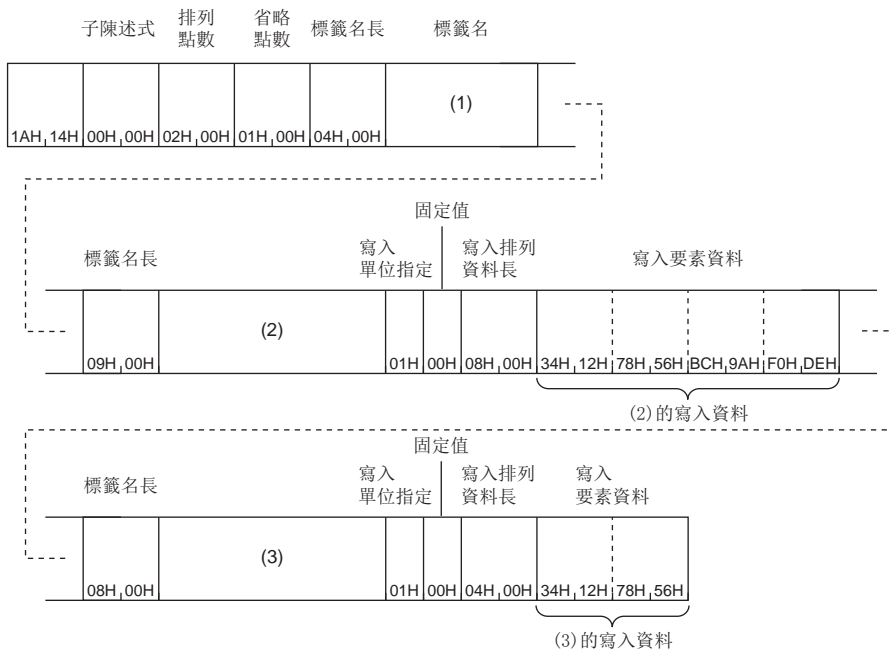 子陳述式 排列點數 省略點數 標籤名長 標籤名
(1)
1AH 14H 00H 00H 02H 00H 01H 00H 04H 00H
固定值
標籤名長 寫入單位指定 寫入排列資料長 寫入要素資料
(2)
09H 00H 01H 00H 08H 00H 34H 12H 78H 56H BCH 9AH F0H DEH
(2)的寫入資料
固定值
標籤名長 寫入單位指定 寫入排列資料長 寫入要素資料
(3)
08H 00H 01H 00H 04H 00H 34H 12H 78H 56H
(3)的寫入資料